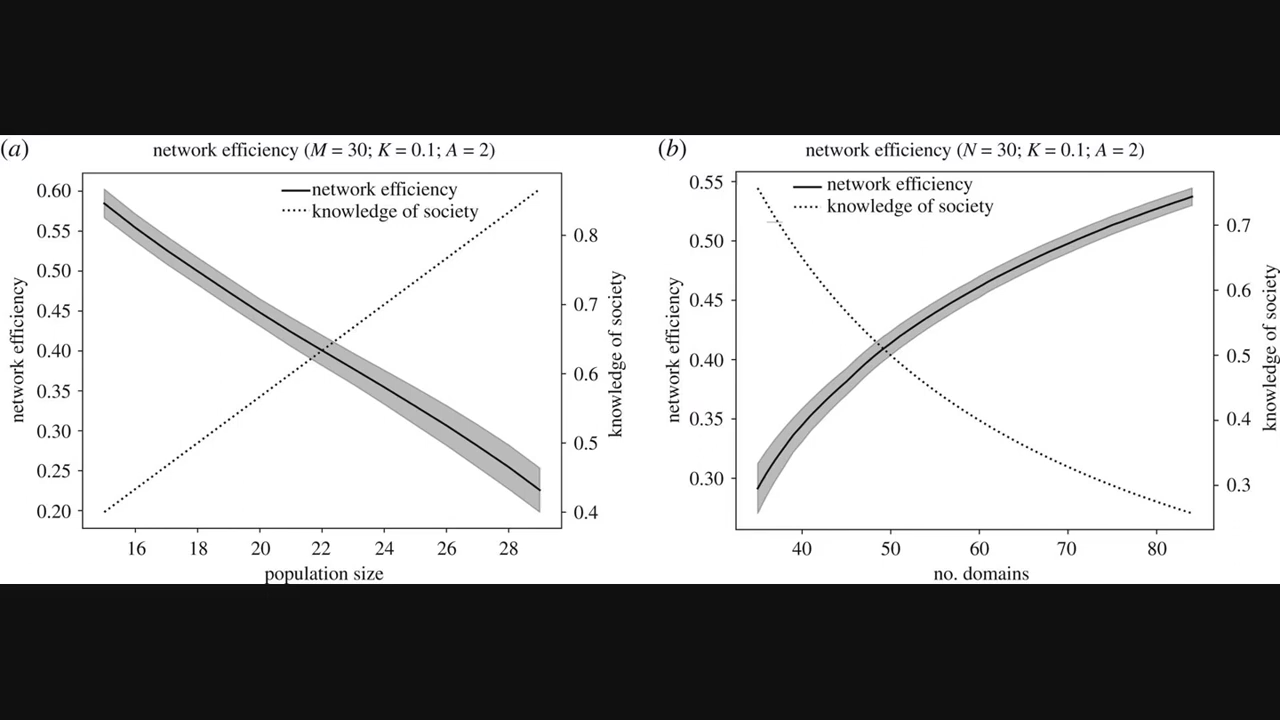 (a)
network efficiency (M = 30; K = 0.1; A = 2)
network efficiency
knowledge of society
0.60
0.55
0.50
0.45
0.40
0.35
0.30
0.25
0.20
network efficiency
0.8
0.7
0.6
0.5
0.4
knowledge of society
16 18 20 22 24 26 28
population size
(b)
network efficiency (N = 30; K = 0.1; A = 2)
network efficiency
knowledge of society
0.55
0.50
0.45
0.40
0.35
0.30
network efficiency
0.7
0.6
0.5
0.4
0.3
knowledge of society
40 50 60 70 80
no. domains